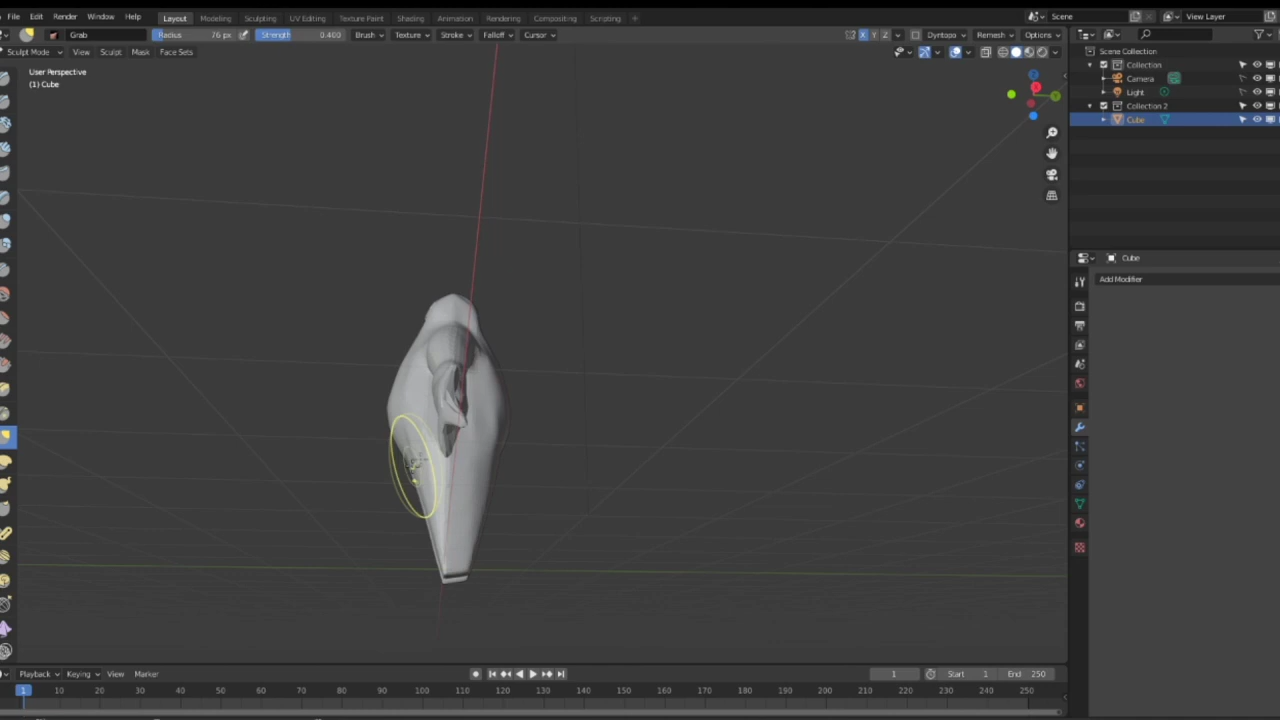 File Edit Render Window Help Layout Modeling Sculpting UV Editing Texture Paint Shading Animation Rendering Compositing Scripting + Scene View Layer
Grab Radius 76 px Strength 0.400 Brush Texture Stroke Falloff Cursor X Y Z Dyntopo Remesh Options
Sculpt Mode View Sculpt Mask Face Sets
User Perspective
(1) Cube
Scene Collection
Collection
Camera
Light
Collection 2
Cube
Cube
Add Modifier
Playback Keying View Marker 1 Start 1 End 250
1 10 20 30 40 50 60 70 80 90 100 110 120 130 140 150 160 170 180 190 200 210 220 230 240 250